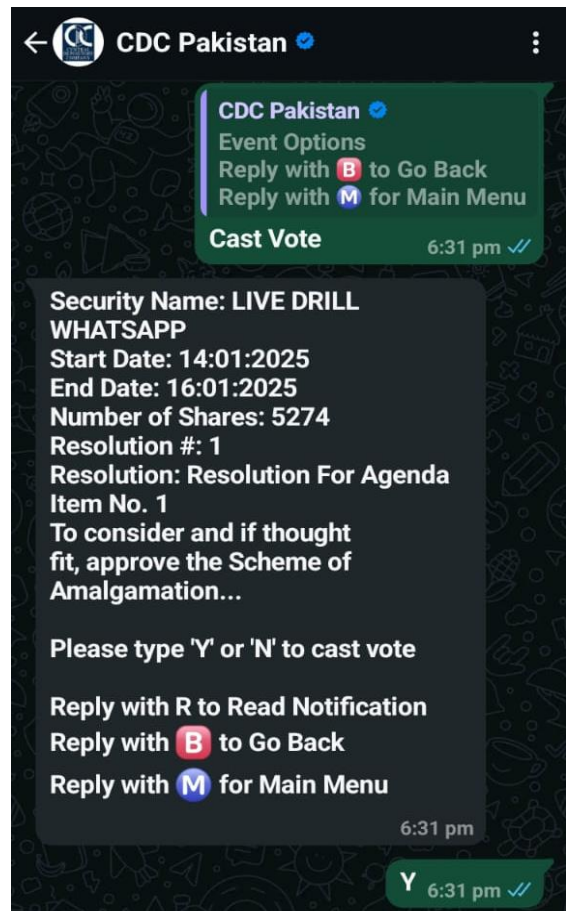 CDC Pakistan
CDC Pakistan
Event Options
Reply with B to Go Back
Reply with M for Main Menu
Cast Vote
6:31 pm
Security Name: LIVE DRILL
WHATSAPP
Start Date: 14:01:2025
End Date: 16:01:2025
Number of Shares: 5274
Resolution #: 1
Resolution: Resolution For Agenda
Item No. 1
To consider and if thought
fit, approve the Scheme of
Amalgamation...
Please type 'Y' or 'N' to cast vote
Reply with R to Read Notification
Reply with B to Go Back
Reply with M for Main Menu
6:31 pm
Y
6:31 pm